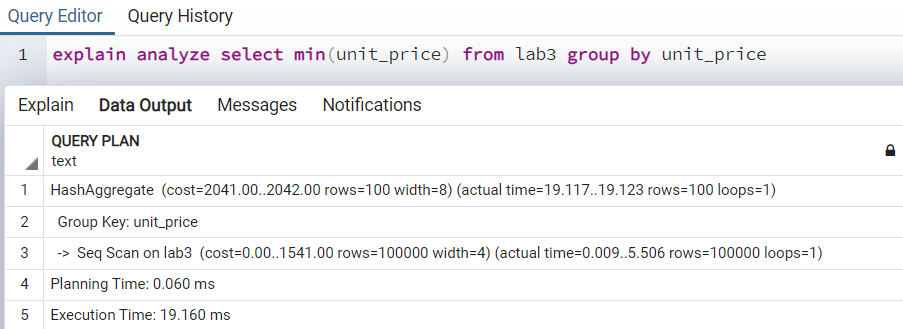 Query Editor Query History
1 explain analyze select min(unit_price) from lab3 group by unit_price
Explain Data Output Messages Notifications
QUERY PLAN
text
1 HashAggregate (cost=2041.00..2042.00 rows=100 width=8) (actual time=19.117..19.123 rows=100 loops=1)
2 Group Key: unit_price
3 -> Seq Scan on lab3 (cost=0.00..1541.00 rows=100000 width=4) (actual time=0.009..5.506 rows=100000 loops=1)
4 Planning Time: 0.060 ms
5 Execution Time: 19.160 ms